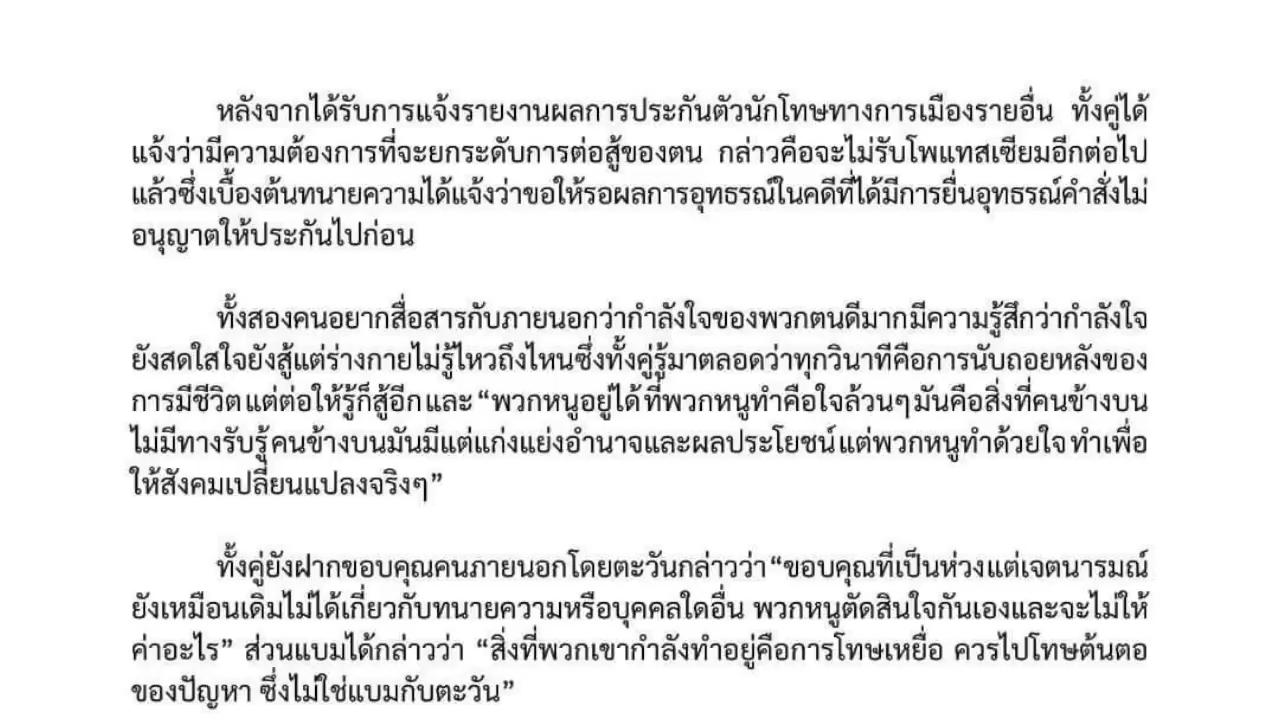 หลังจากได้รับการแจ้งรายงานผลการประกันตัวนักโทษทางการเมืองรายอื่น ทั้งคู่ได้
แจ้งว่ามีความต้องการที่จะยกระดับการต่อสู้ของตน กล่าวคือจะไม่รับโพแทสเซียมอีกต่อไป
แล้วซึ่งเบื้องต้นทนายความได้แจ้งว่าขอให้รอผลการอุทธรณ์ในคดีที่ได้มีการยื่นอุทธรณ์คำสั่งไม่
อนุญาตให้ประกันไปก่อน
ทั้งสองคนอยากสื่อสารกับภายนอกว่ากำลังใจของพวกตนดีมากมีความรู้สึกว่ากำลังใจ
ยังสดใสใจยังสู้แต่ร่างกายไม่รู้ไหวถึงไหนซึ่งทั้งคู่รู้มาตลอดว่าทุกวินาทีคือการนับถอยหลังของ
การมีชีวิต แต่ต่อให้รู้ก็สู้อีก และ “พวกหนูอยู่ได้ ที่พวกหนูทำคือใจล้วนๆ มันคือสิ่งที่คนข้างบน
ไม่มีทางรับรู้ คนข้างบนมันมีแต่แก่งแย่งอำนาจและผลประโยชน์ แต่พวกหนูทำด้วยใจ ทำเพื่อ
ให้สังคมเปลี่ยนแปลงจริงๆ”
ทั้งคู่ยังฝากขอบคุณคนภายนอกโดยตะวันกล่าวว่า “ขอบคุณที่เป็นห่วงแต่เจตนารมณ์
ยังเหมือนเดิมไม่ได้เกี่ยวกับทนายความหรือบุคคลใดอื่น พวกหนูตัดสินใจกันเองและจะไม่ให้
ค่าอะไร” ส่วนแบมได้กล่าวว่า “สิ่งที่พวกเขากำลังทำอยู่คือการโทษเหยื่อ ควรไปโทษต้นตอ
ของปัญหา ซึ่งไม่ใช่แบมกับตะวัน”